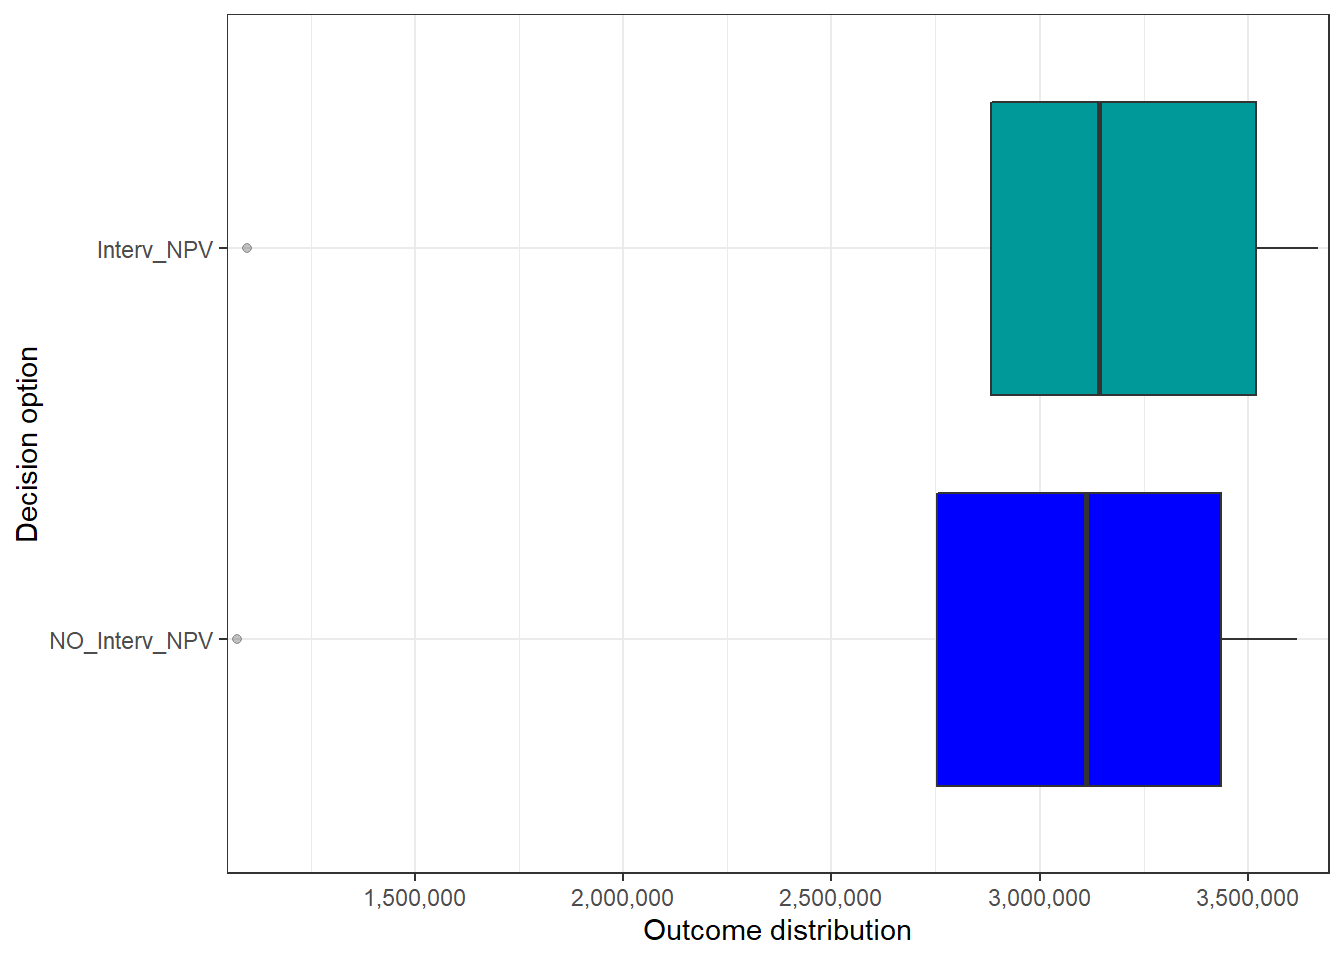 Decision option
Interv_NPV
NO_Interv_NPV
1,500,000
2,000,000
2,500,000
3,000,000
3,500,000
Outcome distribution